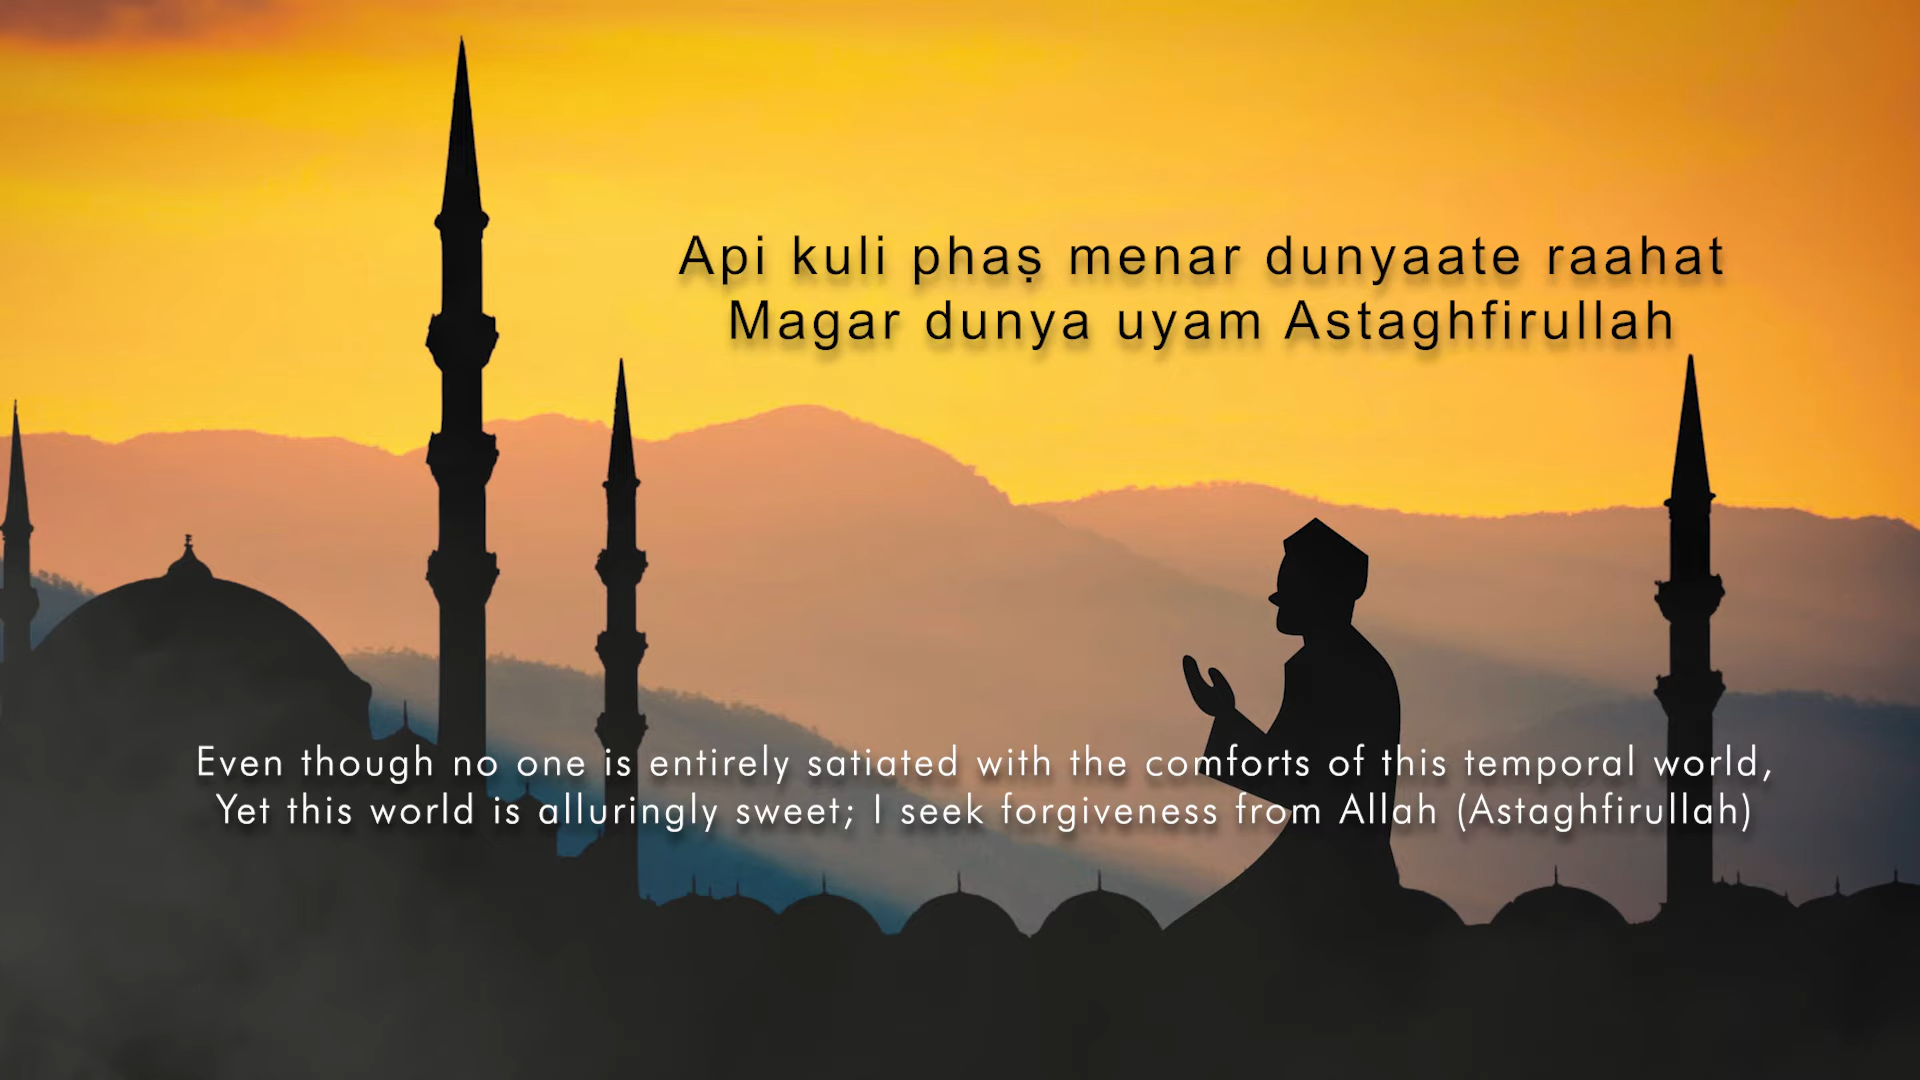 Api kuli phaṣ menar dunyaate raahat
Magar dunya uyam Astaghfirullah
Even though no one is entirely satiated with the comforts of this temporal world,
Yet this world is alluringly sweet; I seek forgiveness from Allah (Astaghfirullah)